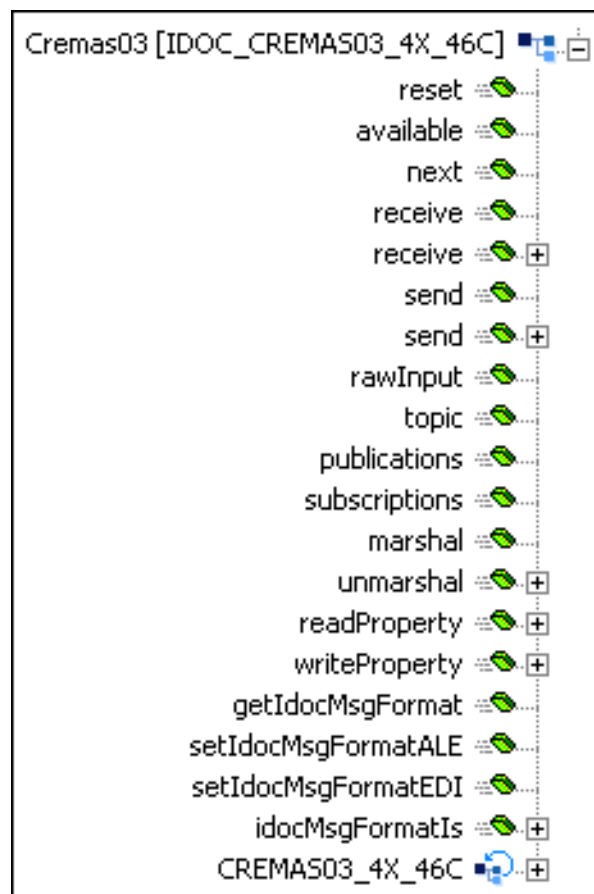 Cremas03 [IDOC_CREMAS03_4X_46C]
reset
available
next
receive
receive
send
send
rawInput
topic
publications
subscriptions
marshal
unmarshal
readProperty
writeProperty
getIdocMsgFormat
setIdocMsgFormatALE
setIdocMsgFormatEDI
idocMsgFormatIs
CREMAS03_4X_46C